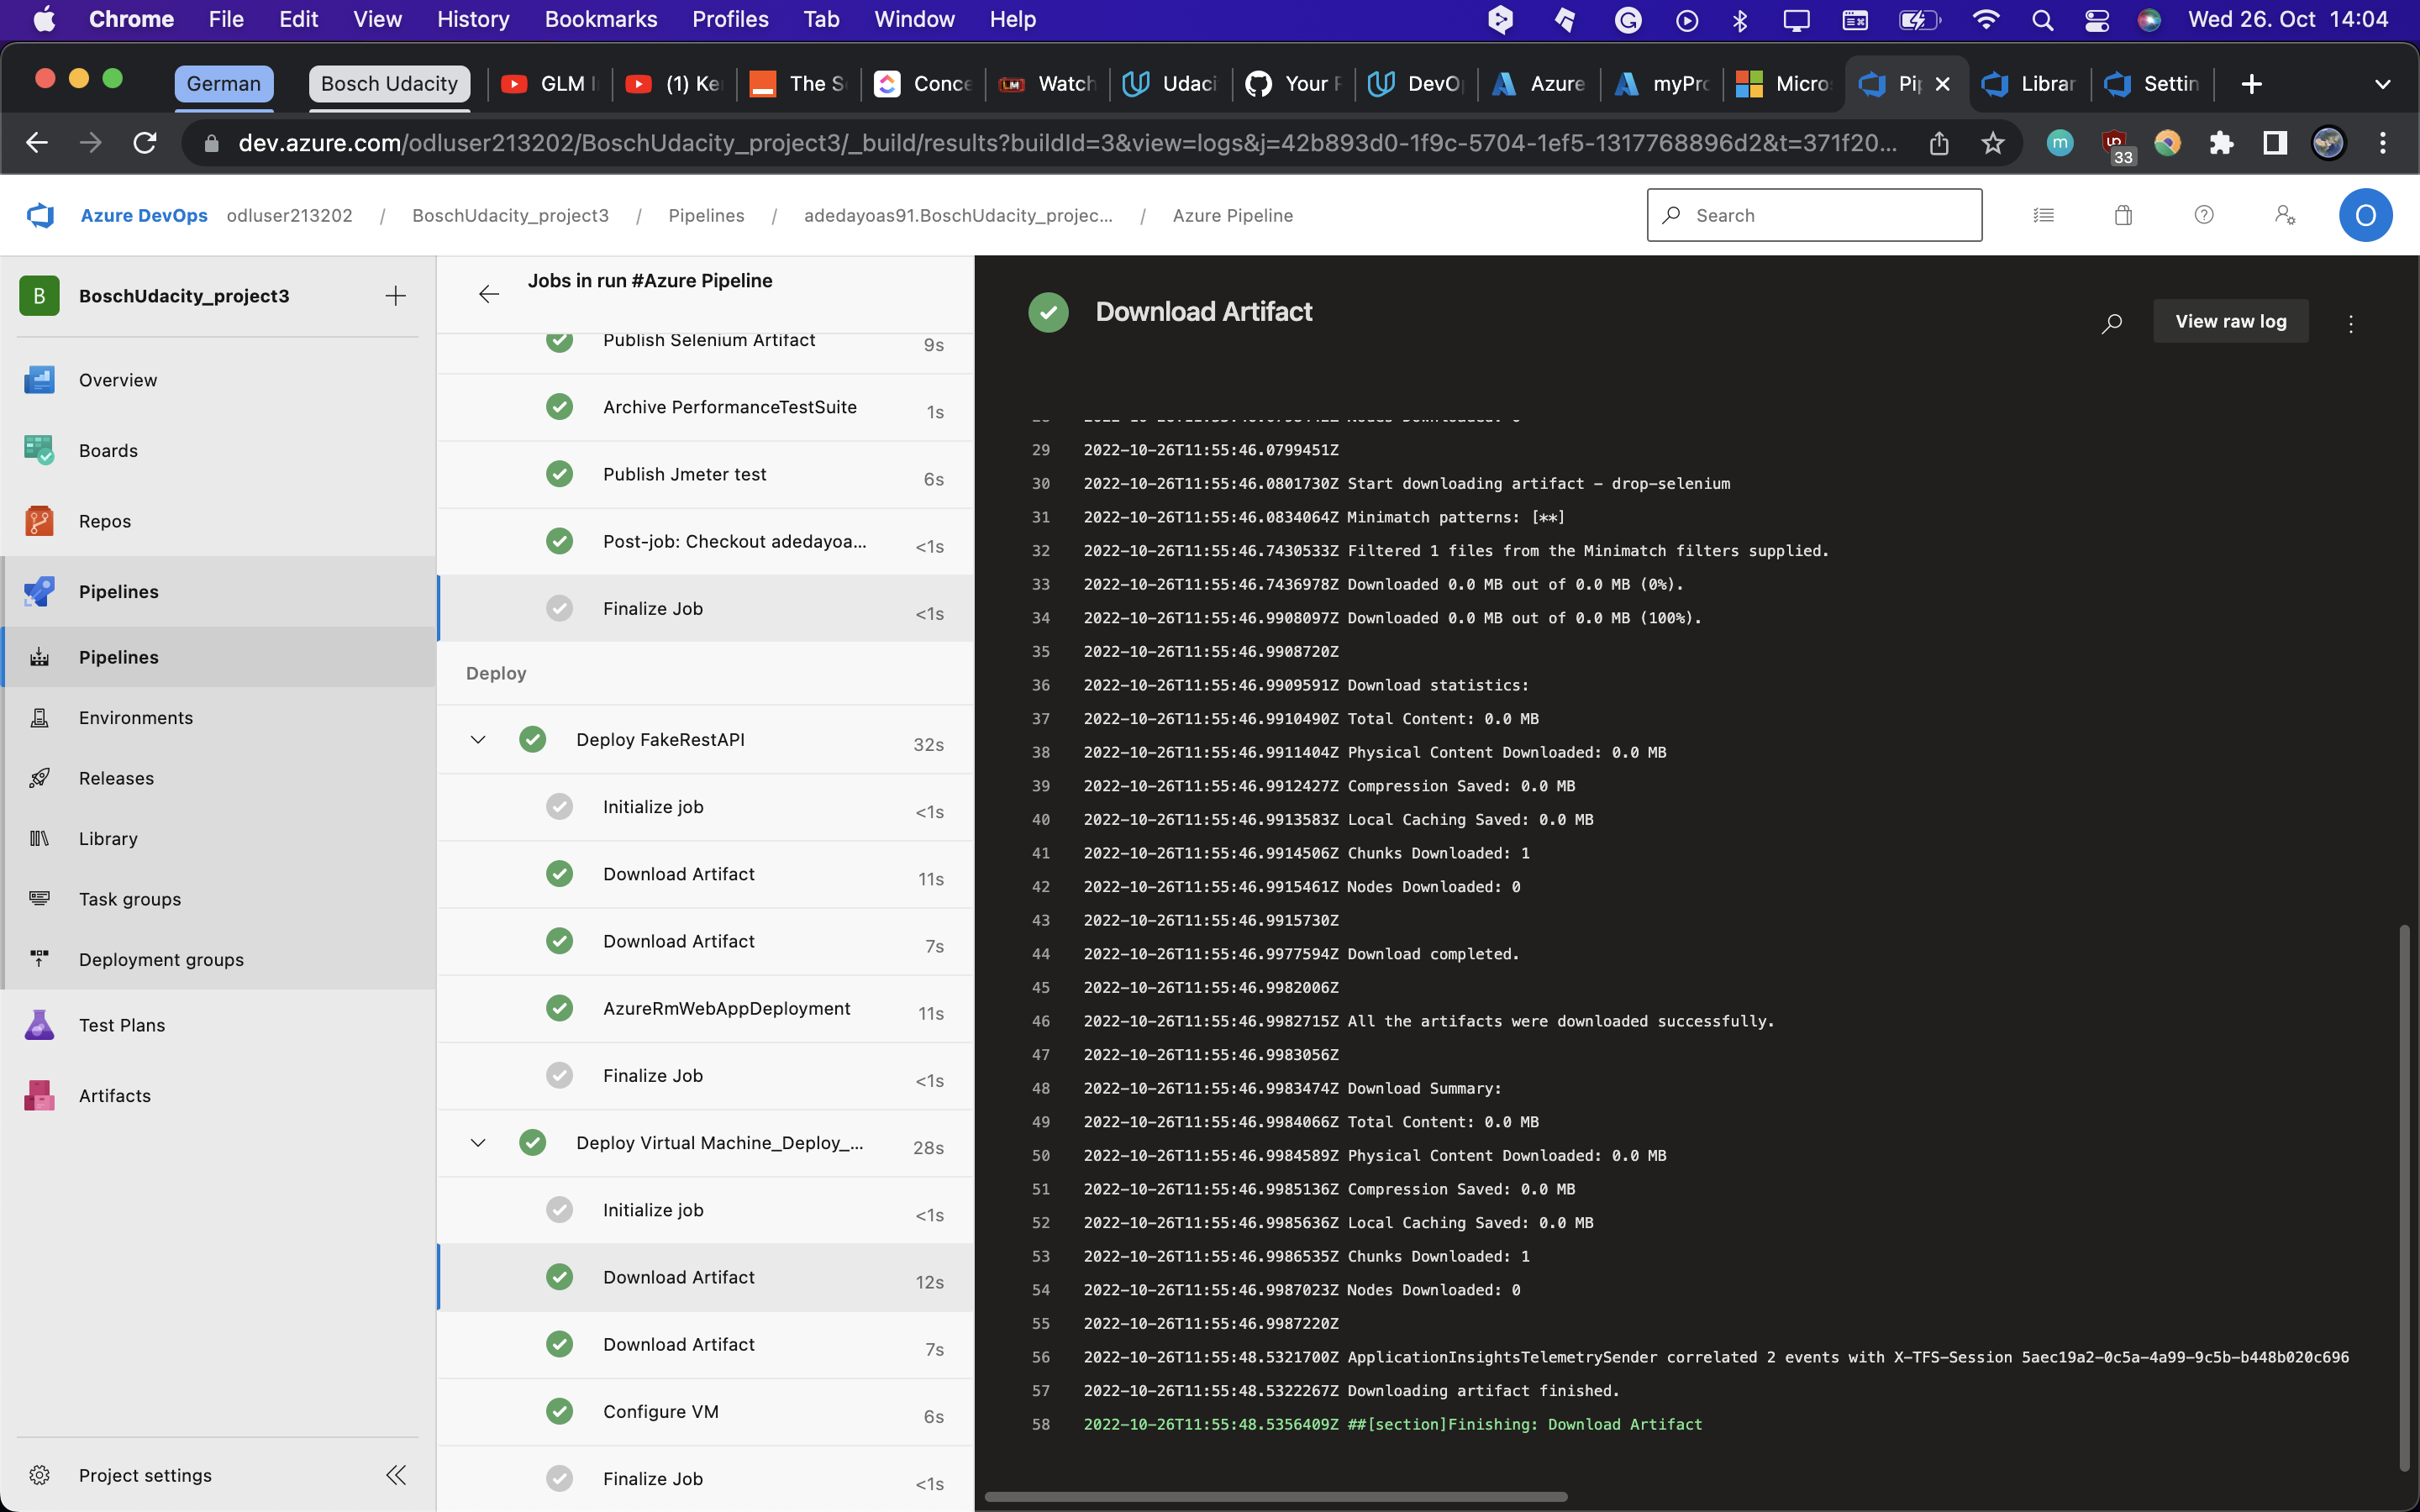 Chrome File Edit View History Bookmarks Profiles Tab Window Help Wed 26. Oct 14:04
German Bosch Udacity GLM (1) The Conce Watch Udaci Your DevO Azure myPro Micro Librar Settin
dev.azure.com/odluser213202/BoschUdacity_project3/_build/results?buildId=3&view=logs&j=42b893d0-1f9c-5704-1ef5-1317768896d2&t=371f20...
33
Azure DevOps odluser213202 / BoschUdacity_project3 / Pipelines / adedayoas91.BoschUdacity_projec... / Azure Pipeline
Search
O
B BoschUdacity_project3
Overview
Boards
Repos
Pipelines
Pipelines
Environments
Releases
Library
Task groups
Deployment groups
Test Plans
Artifacts
Project settings
Jobs in run #Azure Pipeline
Publish Selenium Artifact 9s
Archive PerformanceTestSuite 1s
Publish Jmeter test 6s
Post-job: Checkout adedayoa... <1s
Finalize Job <1s
Deploy
Deploy FakeRestAPI 32s
Initialize job <1s
Download Artifact 11s
Download Artifact 7s
AzureRmWebAppDeployment 11s
Finalize Job <1s
Deploy Virtual Machine_Deploy_... 28s
Initialize job <1s
Download Artifact 12s
Download Artifact 7s
Configure VM 6s
Finalize Job <1s
Download Artifact
View raw log
29 2022-10-26T11:55:46.0799451Z
30 2022-10-26T11:55:46.0801730Z Start downloading artifact - drop-selenium
31 2022-10-26T11:55:46.0834064Z Minimatch patterns: [**]
32 2022-10-26T11:55:46.7430533Z Filtered 1 files from the Minimatch filters supplied.
33 2022-10-26T11:55:46.7436978Z Downloaded 0.0 MB out of 0.0 MB (0%).
34 2022-10-26T11:55:46.9908097Z Downloaded 0.0 MB out of 0.0 MB (100%).
35 2022-10-26T11:55:46.9908720Z
36 2022-10-26T11:55:46.9909591Z Download statistics:
37 2022-10-26T11:55:46.9910490Z Total Content: 0.0 MB
38 2022-10-26T11:55:46.9911404Z Physical Content Downloaded: 0.0 MB
39 2022-10-26T11:55:46.9912427Z Compression Saved: 0.0 MB
40 2022-10-26T11:55:46.9913583Z Local Caching Saved: 0.0 MB
41 2022-10-26T11:55:46.9914506Z Chunks Downloaded: 1
42 2022-10-26T11:55:46.9915461Z Nodes Downloaded: 0
43 2022-10-26T11:55:46.9915730Z
44 2022-10-26T11:55:46.9977594Z Download completed.
45 2022-10-26T11:55:46.9982006Z
46 2022-10-26T11:55:46.9982715Z All the artifacts were downloaded successfully.
47 2022-10-26T11:55:46.9983056Z
48 2022-10-26T11:55:46.9983474Z Download Summary:
49 2022-10-26T11:55:46.9984066Z Total Content: 0.0 MB
50 2022-10-26T11:55:46.9984589Z Physical Content Downloaded: 0.0 MB
51 2022-10-26T11:55:46.9985136Z Compression Saved: 0.0 MB
52 2022-10-26T11:55:46.9985636Z Local Caching Saved: 0.0 MB
53 2022-10-26T11:55:46.9986535Z Chunks Downloaded: 1
54 2022-10-26T11:55:46.9987023Z Nodes Downloaded: 0
55 2022-10-26T11:55:46.9987220Z
56 2022-10-26T11:55:48.5321700Z ApplicationInsightsTelemetrySender correlated 2 events with X-TFS-Session 5aec19a2-0c5a-4a99-9c5b-b448b020c696
57 2022-10-26T11:55:48.5322267Z Downloading artifact finished.
58 2022-10-26T11:55:48.5356409Z ##[section]Finishing: Download Artifact